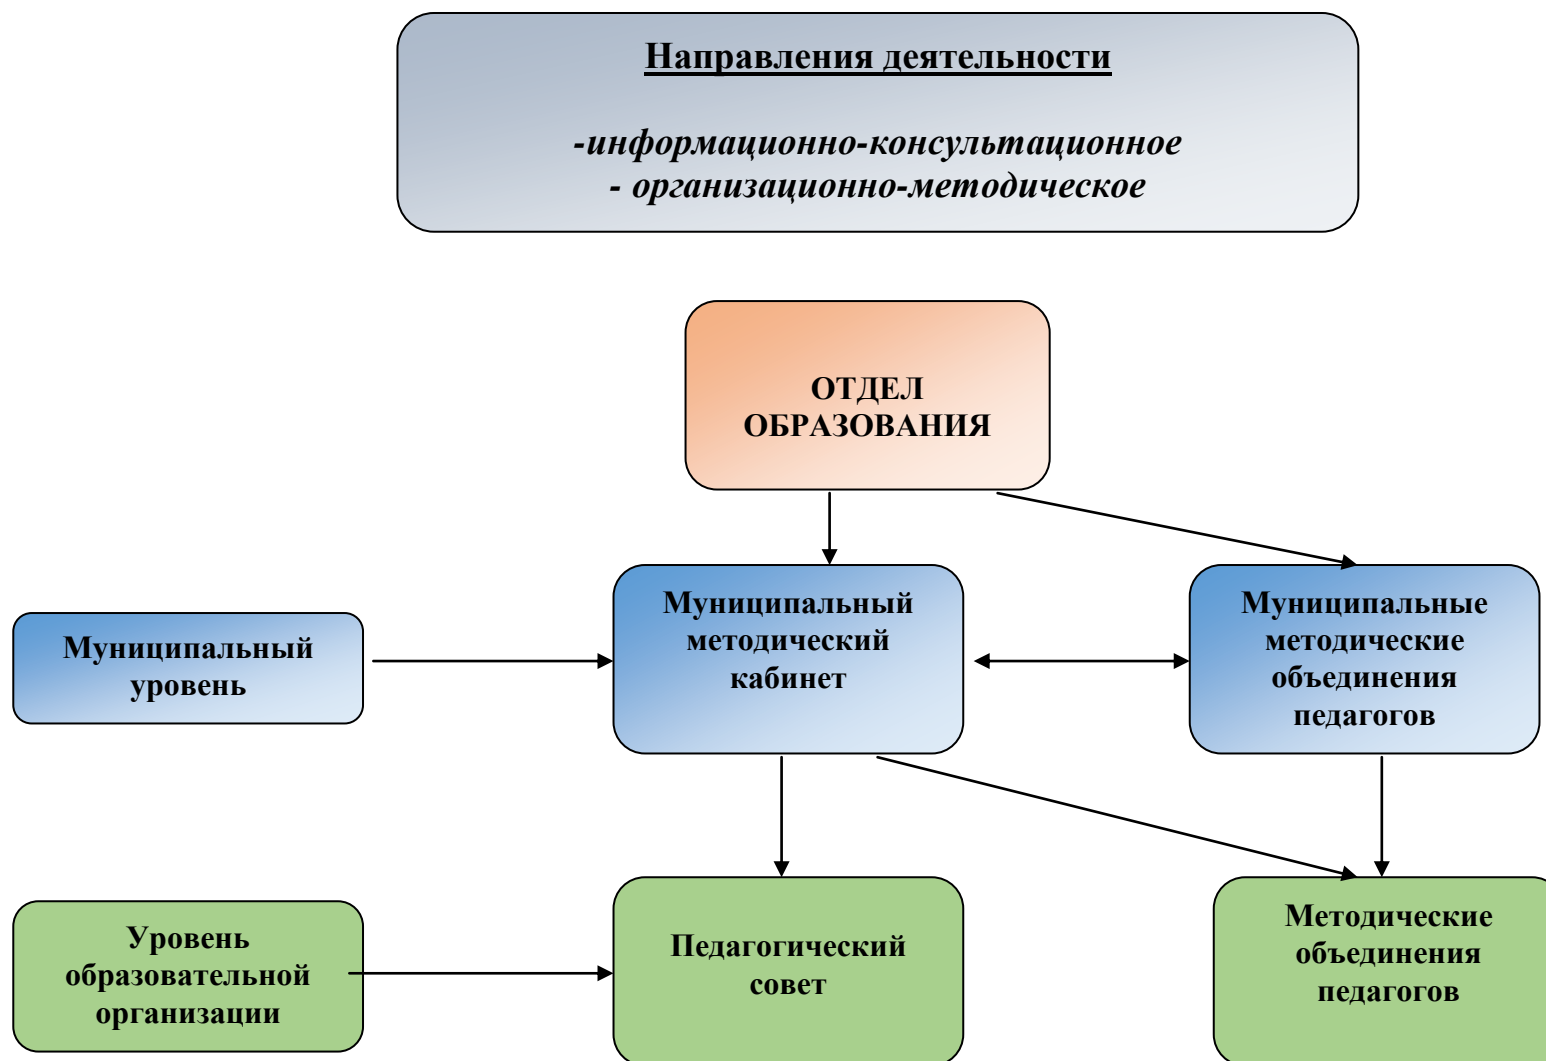 Направления деятельности
-информационно-консультационное
- организационно-методическое
ОТДЕЛ
ОБРАЗОВАНИЯ
Муниципальный
уровень
Муниципальный
методический
кабинет
Муниципальные
методические
объединения
педагогов
Уровень
образовательной
организации
Педагогический
совет
Методические
объединения
педагогов